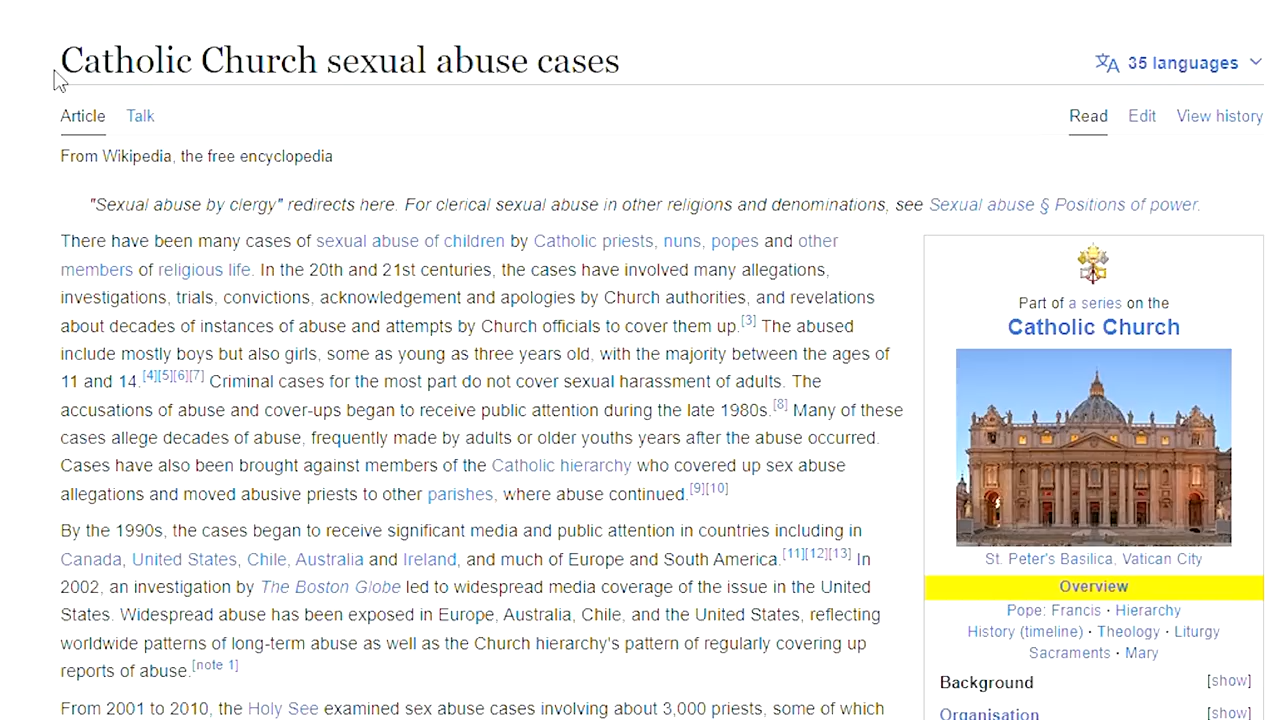 Catholic Church sexual abuse cases
35 languages
Article Talk
Read Edit View history
From Wikipedia, the free encyclopedia
"Sexual abuse by clergy" redirects here. For clerical sexual abuse in other religions and denominations, see Sexual abuse § Positions of power.
There have been many cases of sexual abuse of children by Catholic priests, nuns, popes and other
members of religious life. In the 20th and 21st centuries, the cases have involved many allegations,
investigations, trials, convictions, acknowledgement and apologies by Church authorities, and revelations
about decades of instances of abuse and attempts by Church officials to cover them up.[3] The abused
include mostly boys but also girls, some as young as three years old, with the majority between the ages of
11 and 14.[4][5][6][7] Criminal cases for the most part do not cover sexual harassment of adults. The
accusations of abuse and cover-ups began to receive public attention during the late 1980s.[8] Many of these
cases allege decades of abuse, frequently made by adults or older youths years after the abuse occurred.
Cases have also been brought against members of the Catholic hierarchy who covered up sex abuse
allegations and moved abusive priests to other parishes, where abuse continued.[9][10]
By the 1990s, the cases began to receive significant media and public attention in countries including in
Canada, United States, Chile, Australia and Ireland, and much of Europe and South America.[11][12][13] In
2002, an investigation by The Boston Globe led to widespread media coverage of the issue in the United
States. Widespread abuse has been exposed in Europe, Australia, Chile, and the United States, reflecting
worldwide patterns of long-term abuse as well as the Church hierarchy's pattern of regularly covering up
reports of abuse.[note 1]
From 2001 to 2010, the Holy See examined sex abuse cases involving about 3,000 priests, some of which
Part of a series on the
Catholic Church
St. Peter's Basilica, Vatican City
Overview
Pope: Francis · Hierarchy
History (timeline) · Theology · Liturgy
Sacraments · Mary
Background [show]
Organisation [show]